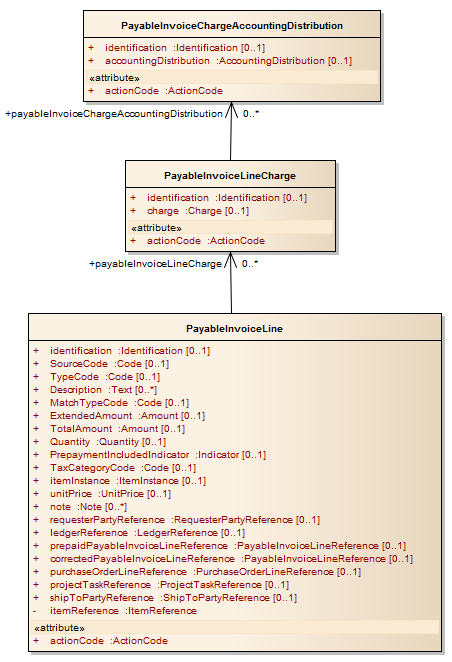 PayableInvoiceChargeAccountingDistribution
+ identification :Identification [0..1]
+ accountingDistribution :AccountingDistribution [0..1]
«attribute»
+ actionCode :ActionCode
+payableInvoiceChargeAccountingDistribution 0..*
PayableInvoiceLineCharge
+ identification :Identification [0..1]
+ charge :Charge [0..1]
«attribute»
+ actionCode :ActionCode
+payableInvoiceLineCharge 0..*
PayableInvoiceLine
+ identification :Identification [0..1]
+ SourceCode :Code [0..1]
+ TypeCode :Code [0..1]
+ Description :Text [0..*]
+ MatchTypeCode :Code [0..1]
+ ExtendedAmount :Amount [0..1]
+ TotalAmount :Amount [0..1]
+ Quantity :Quantity [0..1]
+ PrepaymentIncludedIndicator :Indicator [0..1]
+ TaxCategoryCode :Code [0..1]
+ itemInstance :ItemInstance [0..1]
+ unitPrice :UnitPrice [0..1]
+ note :Note [0..*]
+ requesterPartyReference :RequesterPartyReference [0..1]
+ ledgerReference :LedgerReference [0..1]
+ prepaidPayableInvoiceLineReference :PayableInvoiceLineReference [0..1]
+ correctedPayableInvoiceLineReference :PayableInvoiceLineReference [0..1]
+ purchaseOrderLineReference :PurchaseOrderLineReference [0..1]
+ projectTaskReference :ProjectTaskReference [0..1]
+ shipToPartyReference :ShipToPartyReference [0..1]
- itemReference :ItemReference
«attribute»
+ actionCode :ActionCode